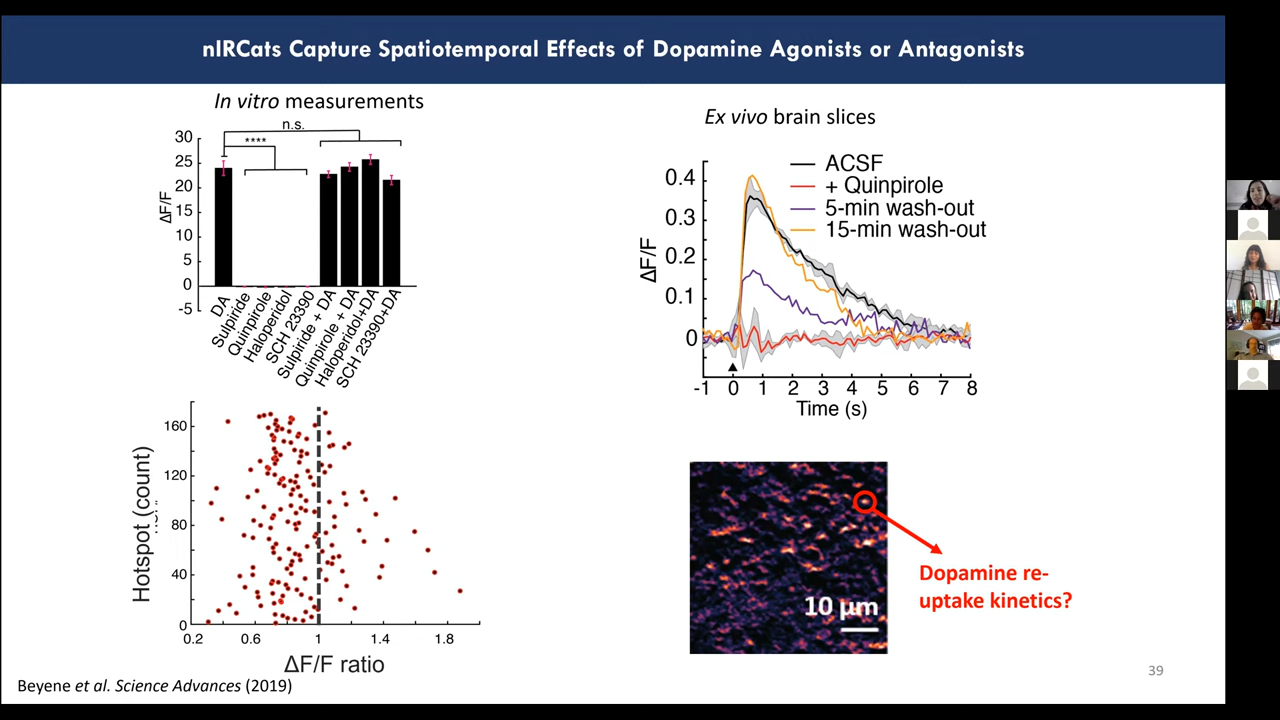 nIRCats Capture Spatiotemporal Effects of Dopamine Agonists or Antagonists
In vitro measurements
n.s.
****
30
25
20
15
10
5
0
-5
ΔF/F
DA
Sulpiride
Quinpirole
Haloperidol
SCH 23390
Sulpride + DA
Quinpirole + DA
Haloperidol+DA
SCH 23390+DA
Hotspot (count)
160
120
80
40
0
0.2 0.6 1 1.4 1.8
ΔF/F ratio
Beyene et al. Science Advances (2019)
Ex vivo brain slices
ACSF
+ Quinpirole
5-min wash-out
15-min wash-out
0.4
0.3
0.2
0.1
0
ΔF/F
-1 0 1 2 3 4 5 6 7 8
Time (s)
10 μm
Dopamine re-
uptake kinetics?
39